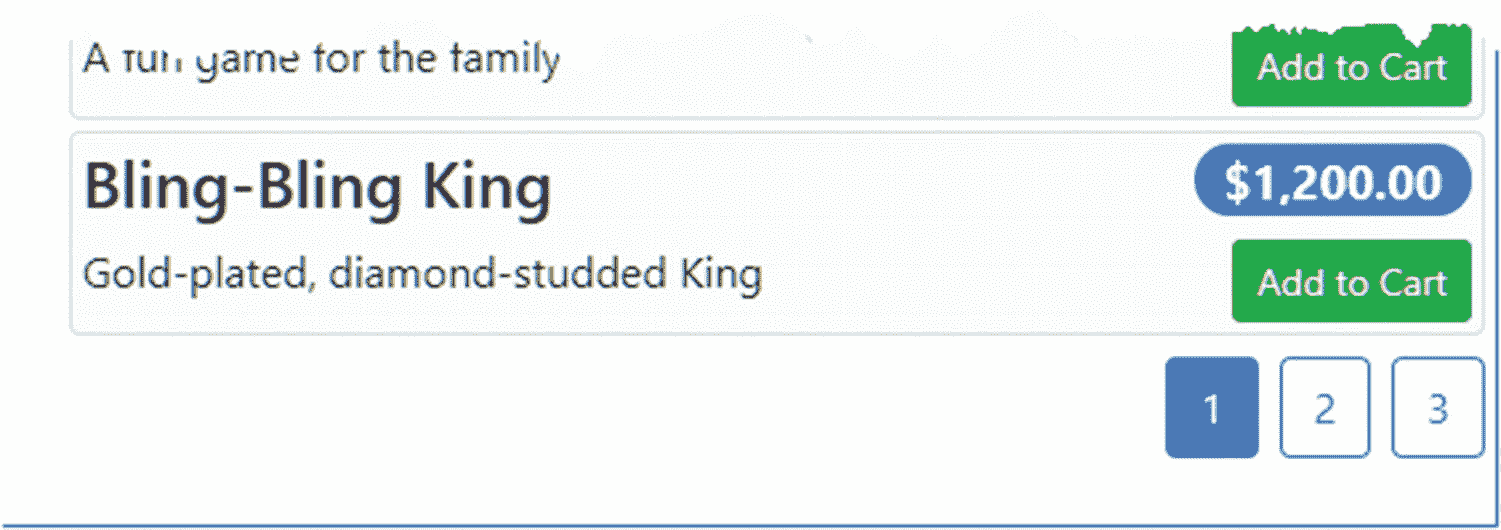 A fun game for the family
Add to Cart
Bling-Bling King
$1,200.00
Gold-plated, diamond-studded King
Add to Cart
1 2 3